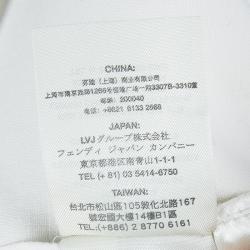 CHINA:
芬迪（上海）商业有限公司
上海市南京西路1266号恒隆广场一期3307B-3310室
邮编：200040
电话：+8621 6133 2688
JAPAN:
LVJグループ株式会社
フェンディ ジャパン カンパニー
東京都港区南青山1-1-1
TEL (+ 81) 03 5414-6750
TAIWAN:
台北市松山區105敦化北路
號宏國大樓14樓B1區
TEL: (+886) 2 8770 6161